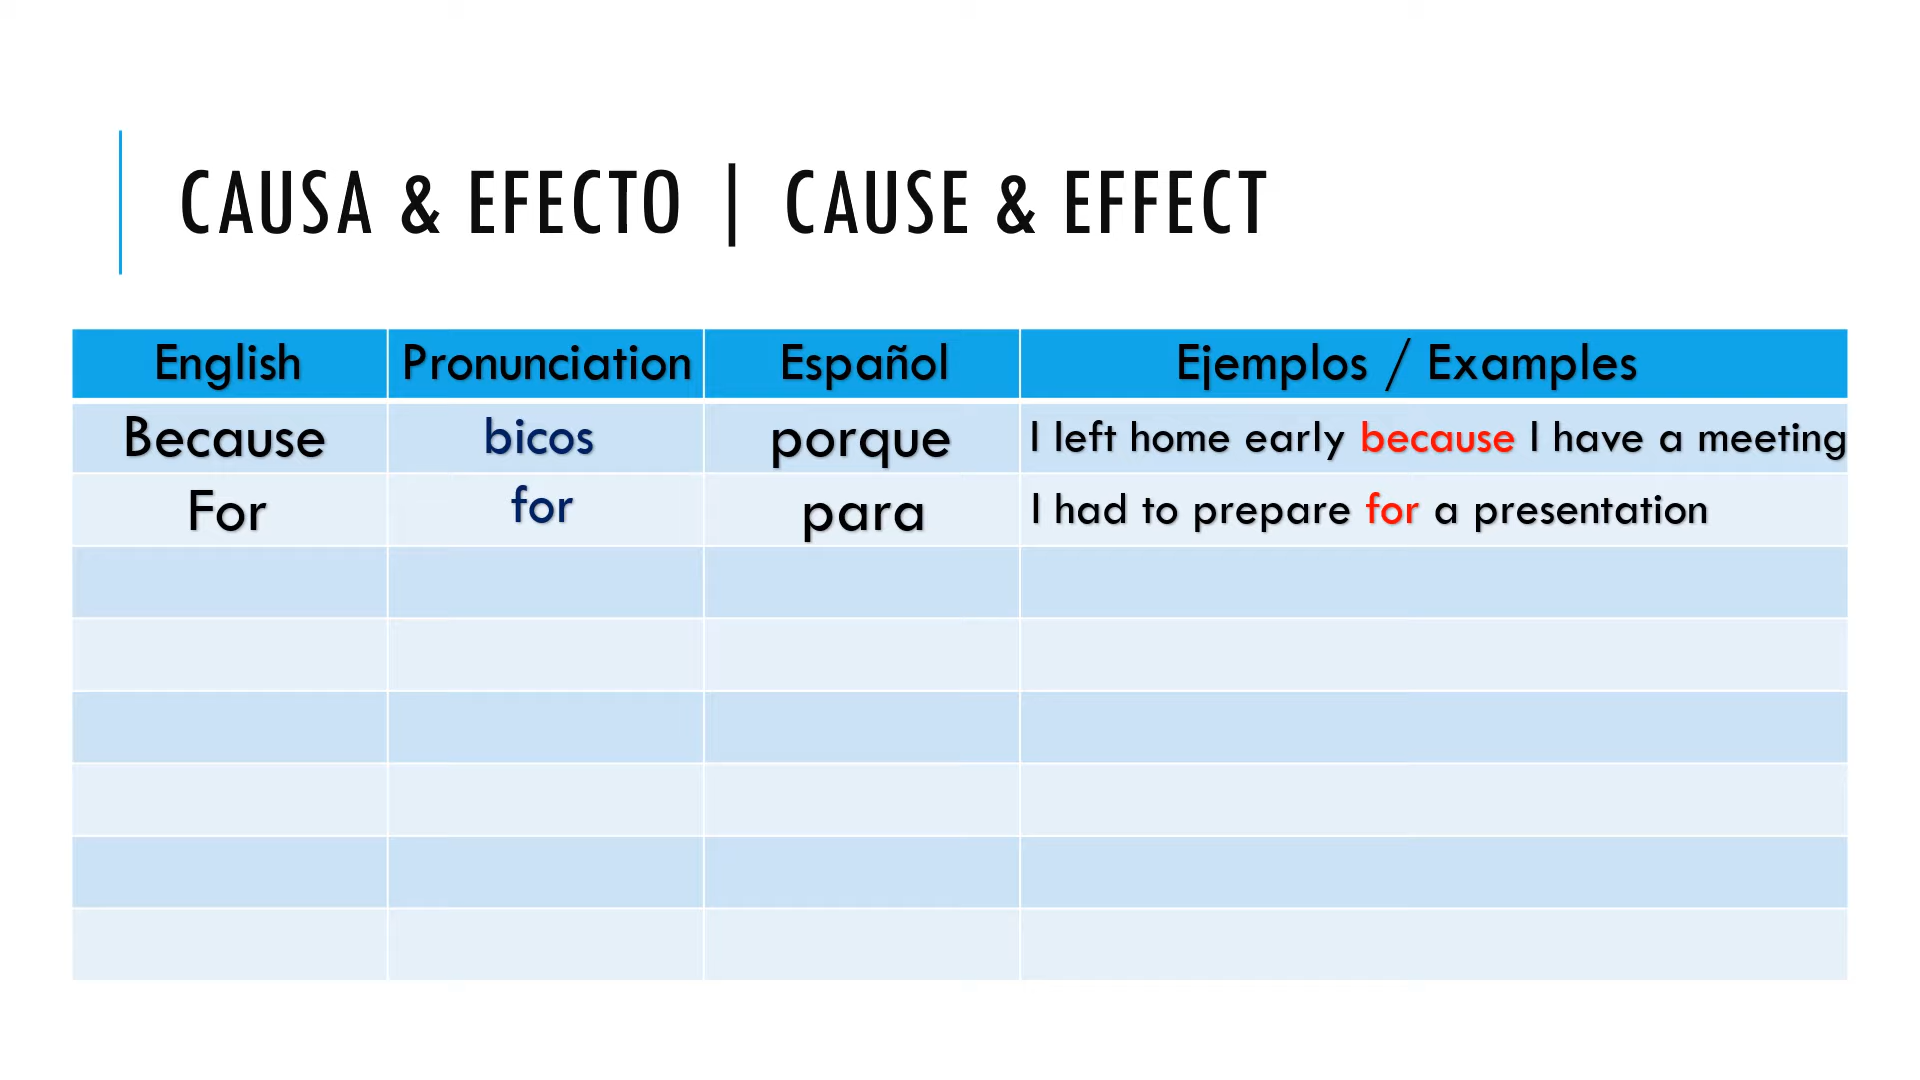 CAUSA & EFECTO | CAUSE & EFFECT
English Pronunciation Español Ejemplos / Examples
Because bicos porque I left home early because I have a meeting
For for para I had to prepare for a presentation